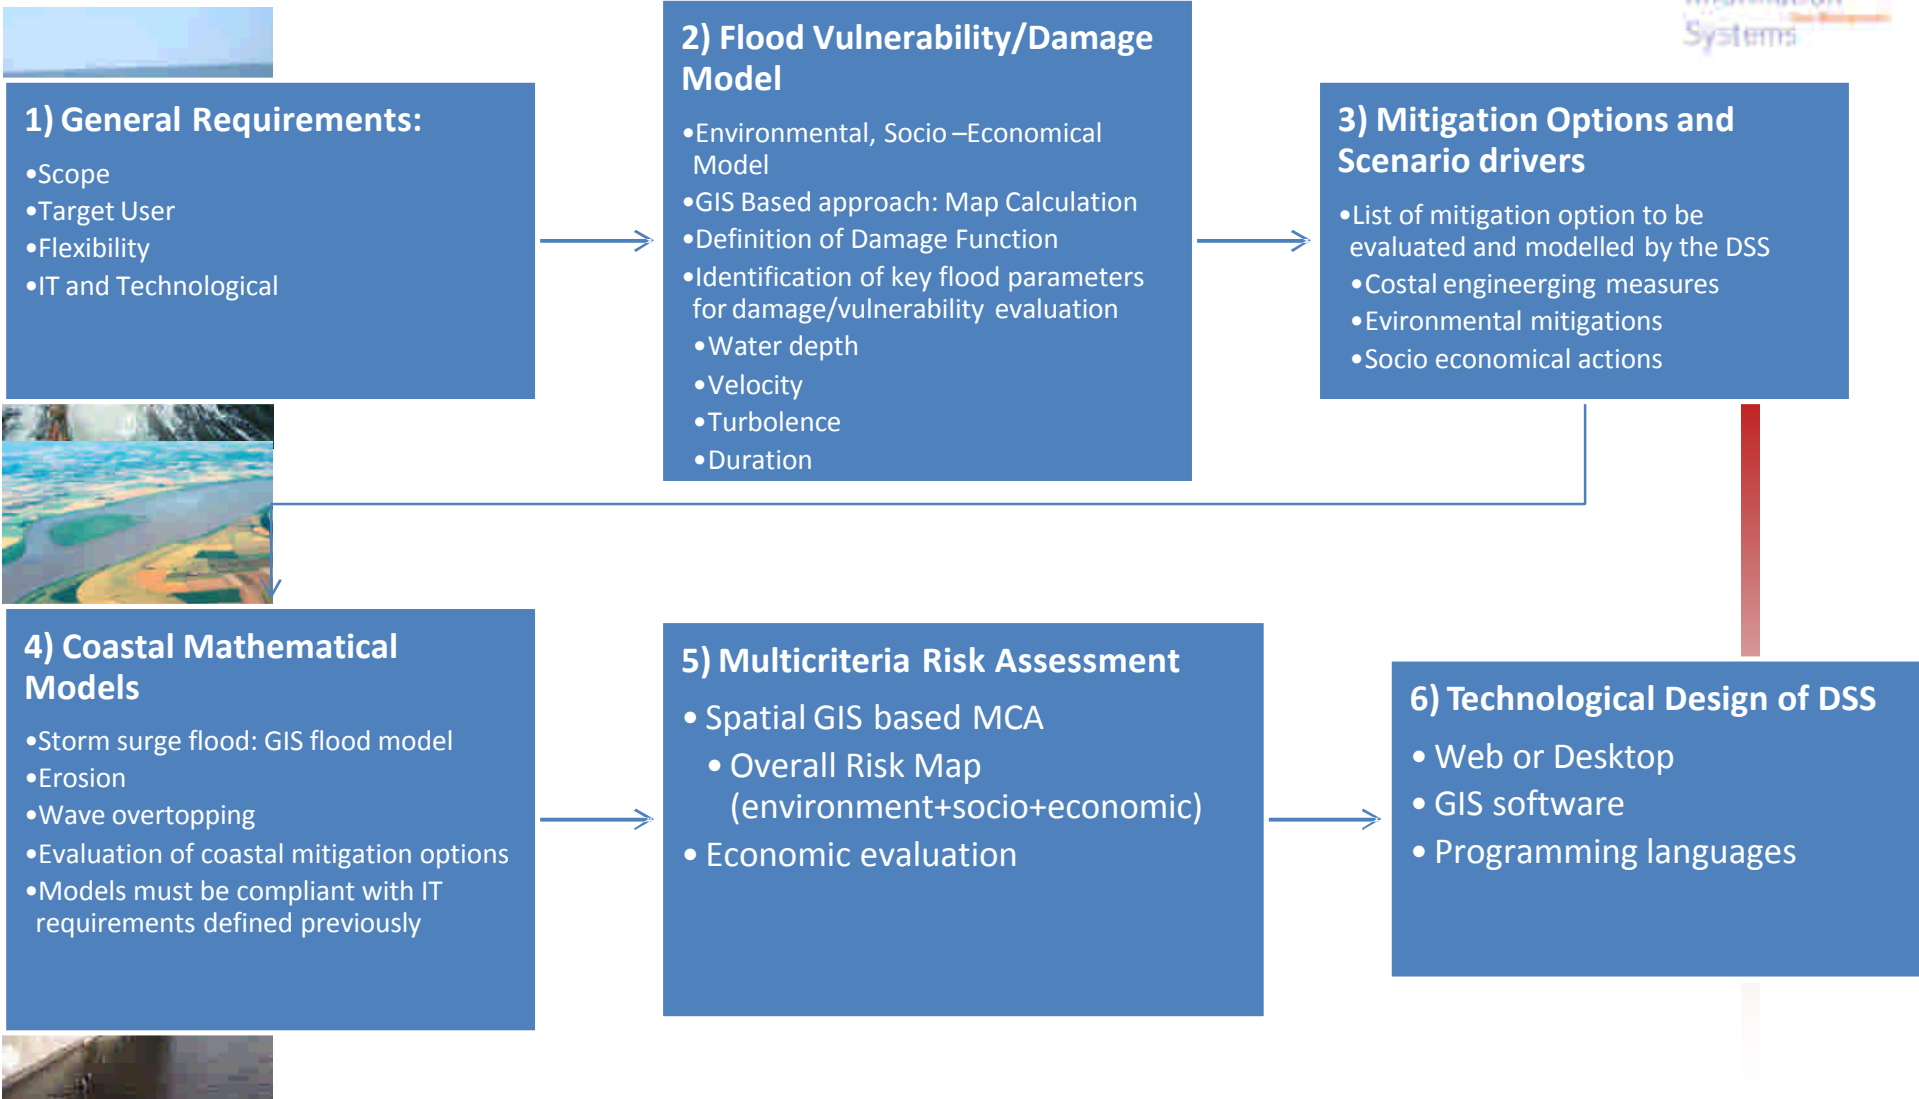 Systems
1) General Requirements:
•Scope
•Target User
•Flexibility
•IT and Technological
2) Flood Vulnerability/Damage
Model
•Environmental, Socio –Economical
Model
•GIS Based approach: Map Calculation
•Definition of Damage Function
•Identification of key flood parameters
for damage/vulnerability evaluation
•Water depth
•Velocity
•Turbolence
•Duration
3) Mitigation Options and
Scenario drivers
•List of mitigation option to be
evaluated and modelled by the DSS
•Costal engineerging measures
•Evironmental mitigations
•Socio economical actions
4) Coastal Mathematical
Models
•Storm surge flood: GIS flood model
•Erosion
•Wave overtopping
•Evaluation of coastal mitigation options
•Models must be compliant with IT
requirements defined previously
5) Multicriteria Risk Assessment
• Spatial GIS based MCA
• Overall Risk Map
(environment+socio+economic)
• Economic evaluation
6) Technological Design of DSS
• Web or Desktop
• GIS software
• Programming languages